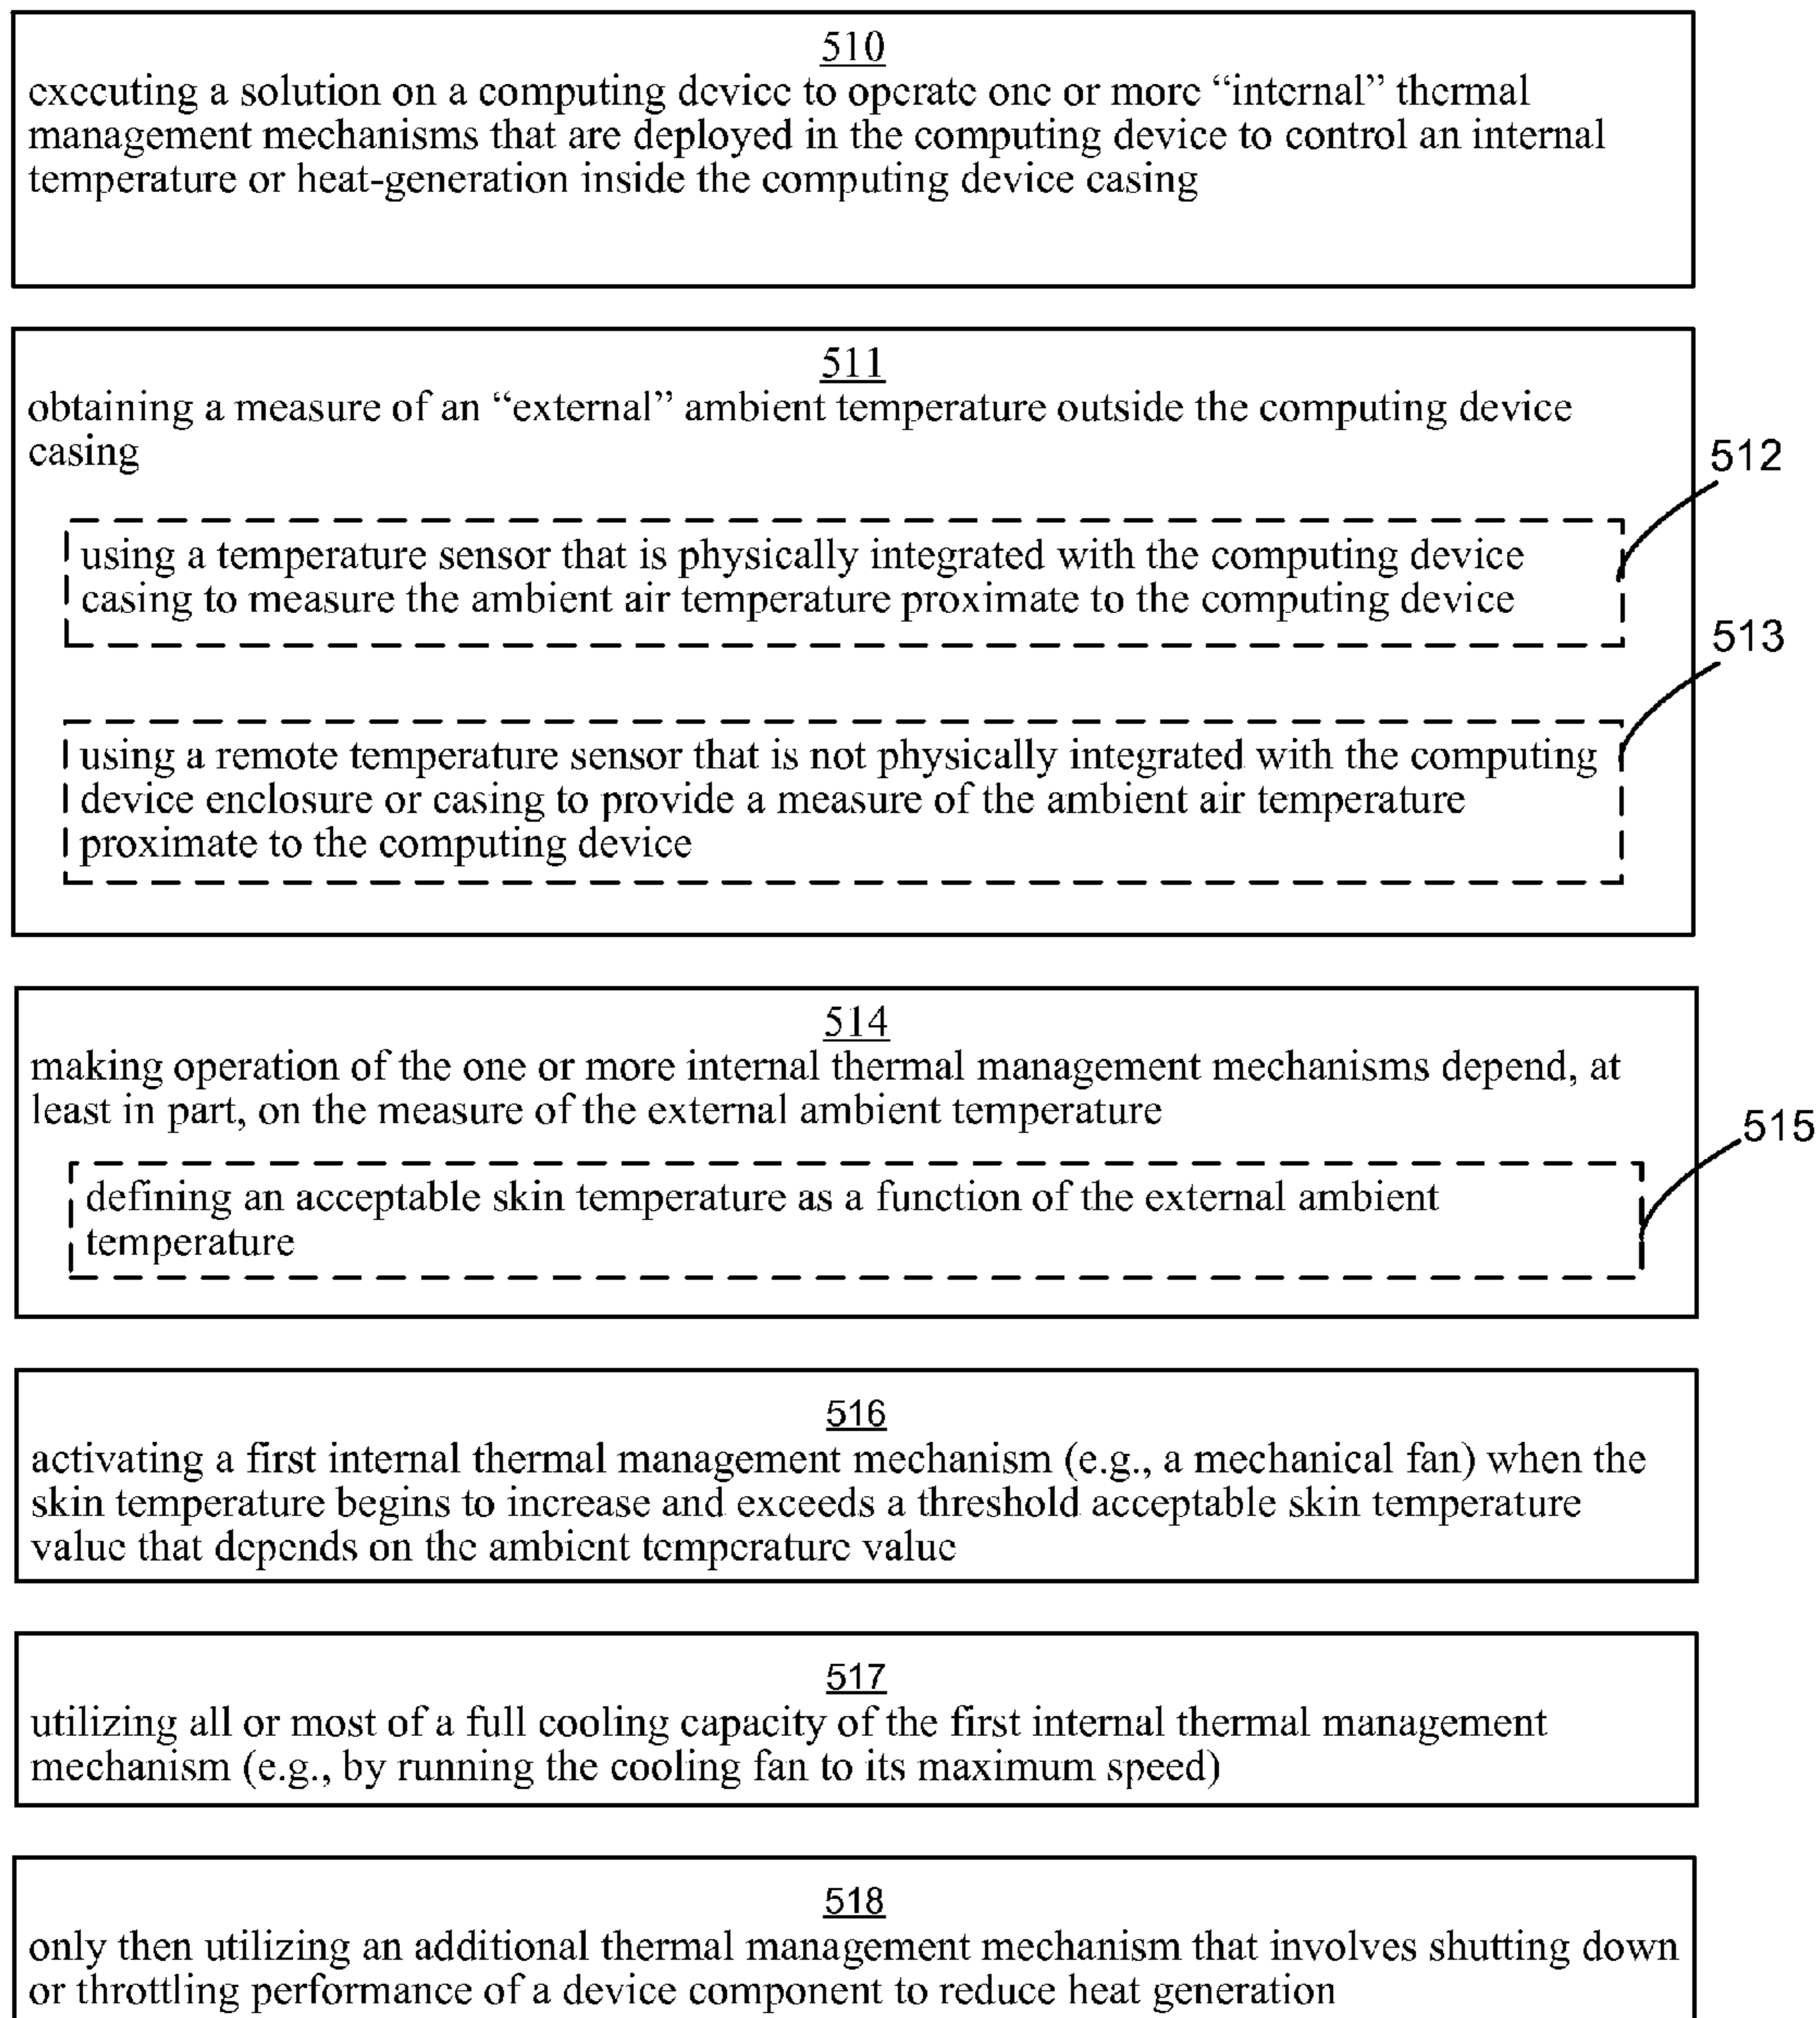 510
executing a solution on a computing device to operate one or more “internal” thermal
management mechanisms that are deployed in the computing device to control an internal
temperature or heat-generation inside the computing device casing
511
obtaining a measure of an “external” ambient temperature outside the computing device
casing
512
using a temperature sensor that is physically integrated with the computing device
casing to measure the ambient air temperature proximate to the computing device
513
using a remote temperature sensor that is not physically integrated with the computing
device enclosure or casing to provide a measure of the ambient air temperature
proximate to the computing device
514
making operation of the one or more internal thermal management mechanisms depend, at
least in part, on the measure of the external ambient temperature
515
defining an acceptable skin temperature as a function of the external ambient
temperature
516
activating a first internal thermal management mechanism (e.g., a mechanical fan) when the
skin temperature begins to increase and exceeds a threshold acceptable skin temperature
value that depends on the ambient temperature value
517
utilizing all or most of a full cooling capacity of the first internal thermal management
mechanism (e.g., by running the cooling fan to its maximum speed)
518
only then utilizing an additional thermal management mechanism that involves shutting down
or throttling performance of a device component to reduce heat generation